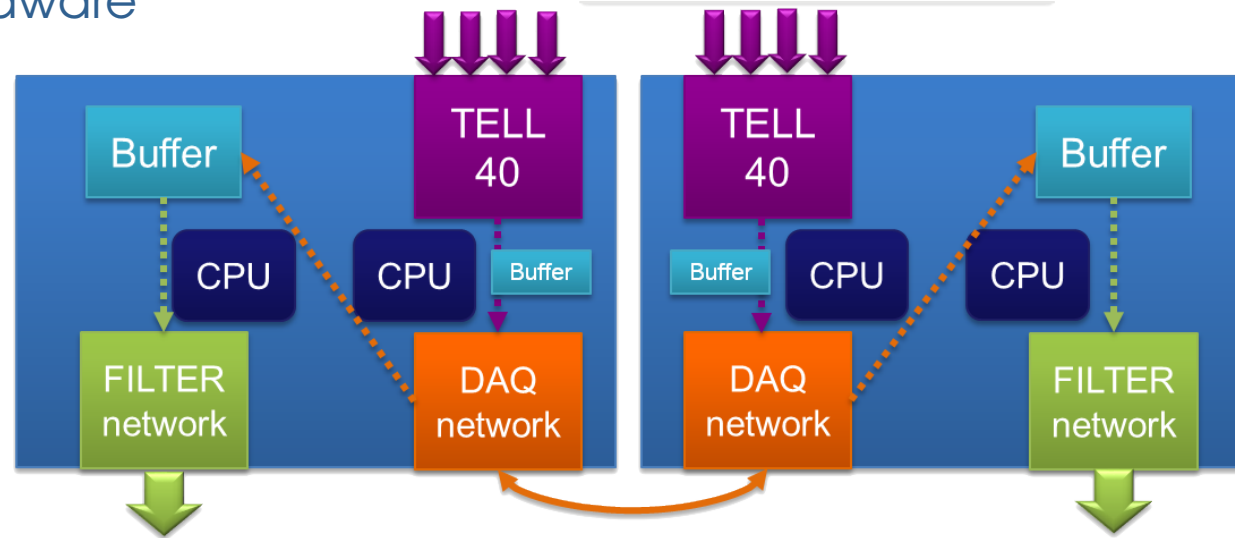 TELL
40
TELL
40
Buffer
Buffer
CPU
CPU
Buffer
Buffer
CPU
CPU
FILTER
network
DAQ
network
DAQ
network
FILTER
network